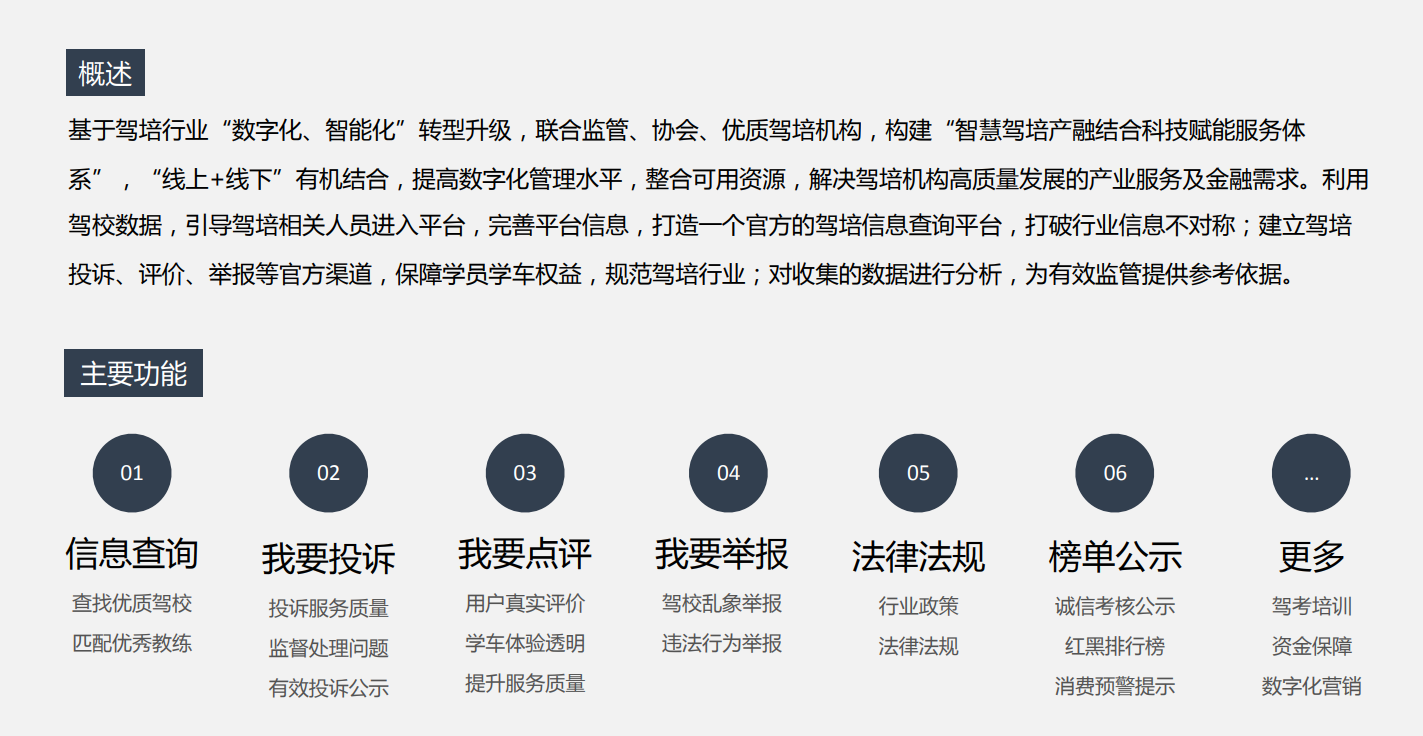 概述
基于驾培行业“数字化、智能化”转型升级，联合监管、协会、优质驾培机构，构建“智慧驾培产融结合科技赋能服务体
系”，“线上+线下”有机结合，提高数字化管理水平，整合可用资源，解决驾培机构高质量发展的产业服务及金融需求。利用
驾校数据，引导驾培相关人员进入平台，完善平台信息，打造一个官方的驾培信息查询平台，打破行业信息不对称；建立驾培
投诉、评价、举报等官方渠道，保障学员学车权益，规范驾培行业；对收集的数据进行分析，为有效监管提供参考依据。
主要功能
01
信息查询
查找优质驾校
匹配优秀教练
02
我要投诉
投诉服务质量
监督处理问题
有效投诉公示
03
我要点评
用户真实评价
学车体验透明
提升服务质量
04
我要举报
驾校乱象举报
违法行为举报
05
法律法规
行业政策
法律法规
06
榜单公示
诚信考核公示
红黑排行榜
消费预警提示
...
更多
驾考培训
资金保障
数字化营销